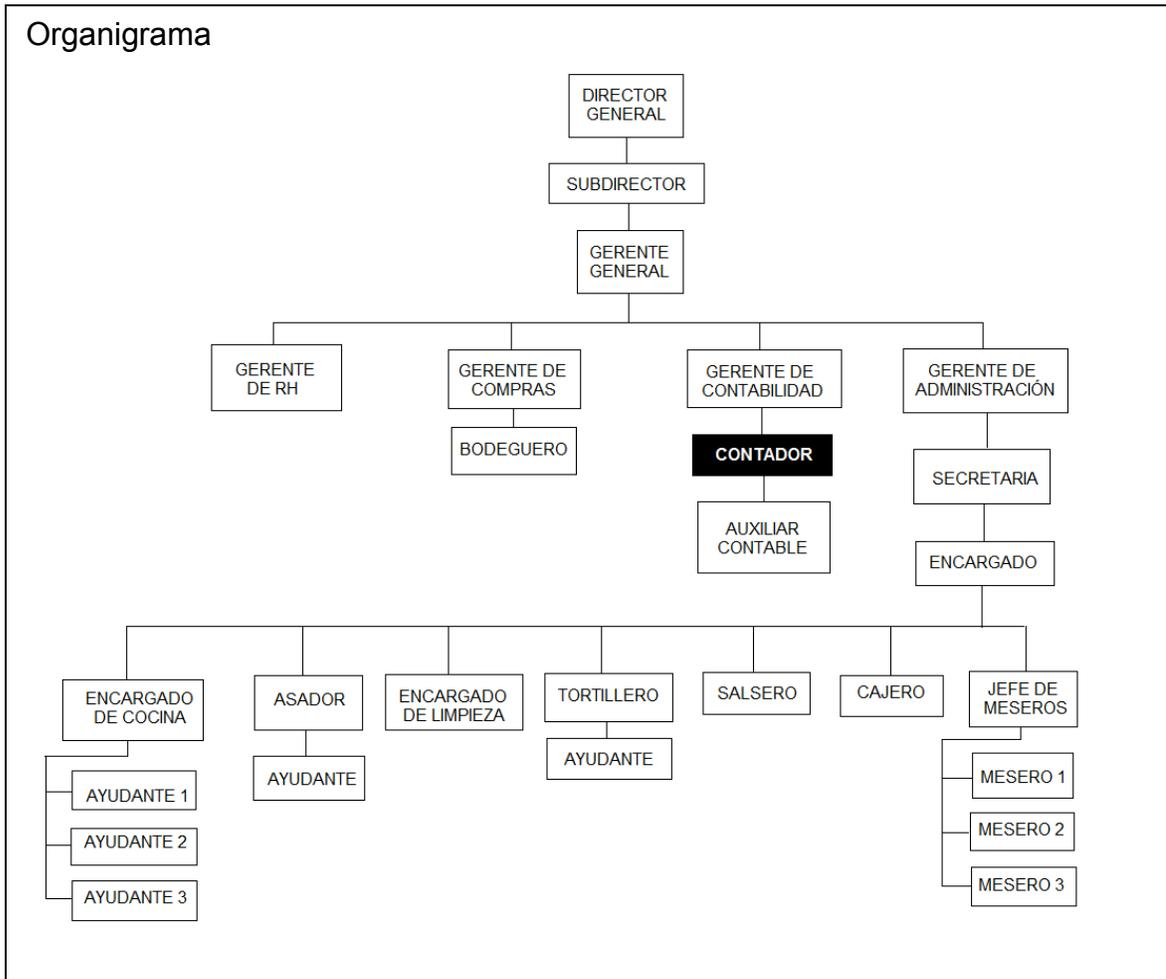 Organigrama
DIRECTOR
GENERAL
SUBDIRECTOR
GERENTE
GENERAL
GERENTE
DE RH
GERENTE DE
COMPRAS
GERENTE DE
CONTABILIDAD
GERENTE DE
ADMINISTRACIÓN
BODEGUERO
CONTADOR
SECRETARIA
AUXILIAR
CONTABLE
ENCARGADO
ENCARGADO
DE COCINA
ASADOR
ENCARGADO
DE LIMPIEZA
TORTILLERO
SALSERO
CAJERO
JEFE DE
MESEROS
AYUDANTE 1
AYUDANTE 2
AYUDANTE 3
AYUDANTE
AYUDANTE
MESERO 1
MESERO 2
MESERO 3